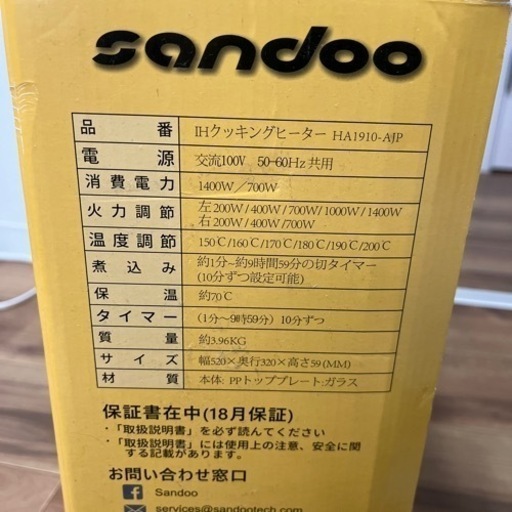 sandoo
品番 IHクッキングヒーター HA1910-AJP
電源 交流100V 50-60Hz共用
消費電力 1400W/700W
火力調節 左200W/400W/700W/1000W/1400W
右200W/400W/700W
温度調節 150℃/160℃/170℃/180℃/190℃/200℃
煮込み 約1分~約9時間59分の切タイマー
(10分ずつ設定可能)
保温 約70℃
タイマー (1分～9時59分) 10分ずつ
質量 約3.96KG
サイズ 幅520×奥行320×高さ59 (MM)
材質 本体: PPトッププレート:ガラス
保証書在中(18月保証)
・「取扱説明書」を必ず読んてください
・「取扱説明書」には使用上の注意、安全に関
する記載があります。
お問い合わせ窓口
Sandoo
services@sandootech.com